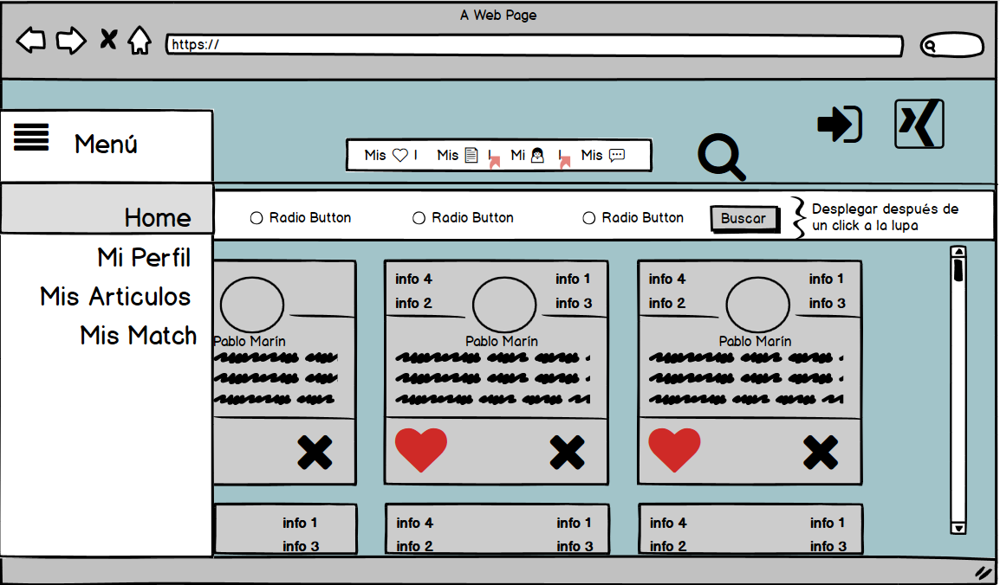 A Web Page
https://
Menú
Mis I Mis I Mi I Mis
Home
Radio Button Radio Button Radio Button Buscar
Desplegar después de
un click a la lupa
Mi Perfil
Mis Articulos
Mis Match
info 4 info 1 info 4 info 1
info 2 info 3 info 2 info 3
Pablo Marín Pablo Marín Pablo Marín
info 1 info 4 info 1 info 4 info 1
info 3 info 2 info 3 info 2 info 3